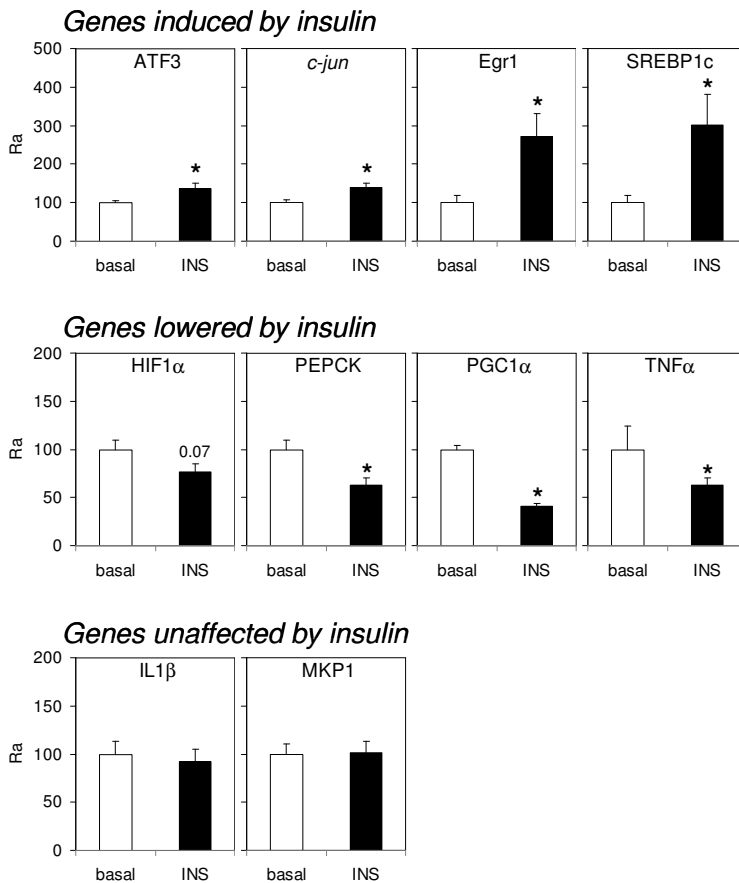 Genes induced by insulin
ATF3 c-jun Egr1 SREBP1c
500
400
300
200
100
0
Ra
* * * *
basal INS basal INS basal INS basal INS
Genes lowered by insulin
HIF1α PEPCK PGC1α TNFα
200
150
100
50
0
Ra
0.07 * * *
basal INS basal INS basal INS basal INS
Genes unaffected by insulin
IL1β MKP1
200
150
100
50
0
Ra
basal INS basal INS